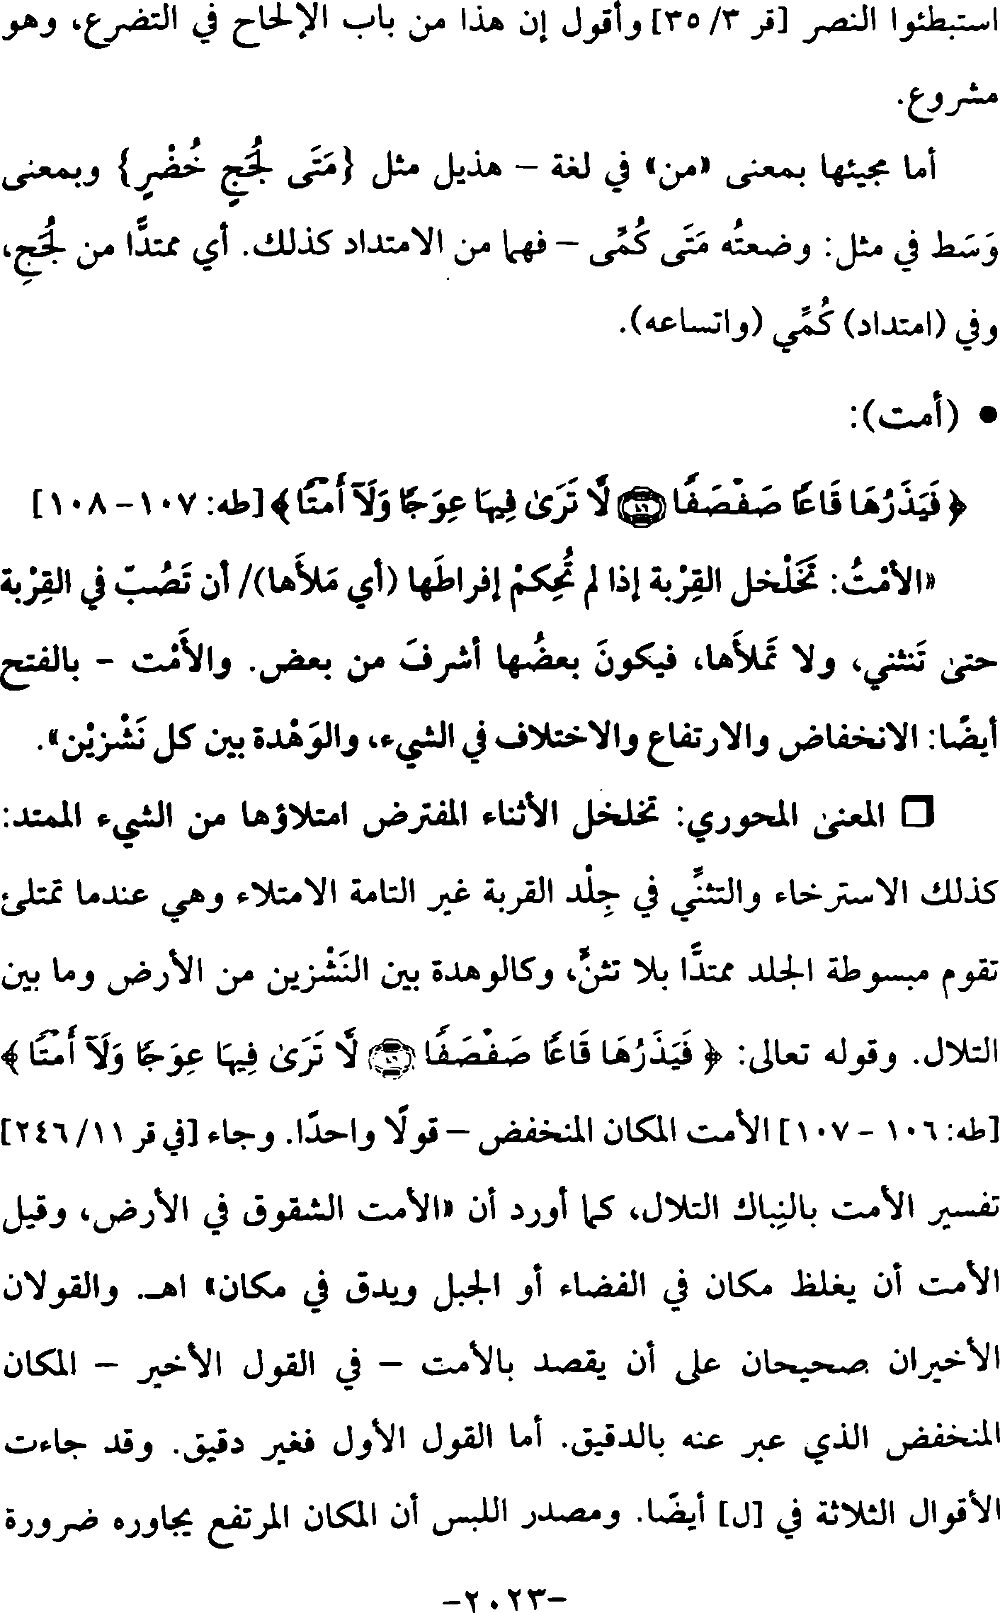 استبطئوا النصر [قر ٣/ ٣٥] وأقول إن هذا من باب الإلحاح في التضرع، وهو
مشروع.
أما مجيئها بمعنى «من» في لغة – هذيل مثل {مَتَى لُجَجٍ خُضْرٍ} وبمعنى
وَسَط في مثل: وضعتُه مَتَى كُمِّى – فهما من الامتداد كذلك. أي ممتدًّا من لُجَجٍ،
وفي (امتداد) كُمِّي (واتساعه).
• (أمت):
﴿ فَيَذَرُهَا قَاعًا صَفْصَفًا ۝ لَّا تَرَىٰ فِيهَا عِوَجًا وَلَآ أَمْتًا ﴾ [طه: ١٠٧ – ١٠٨]
«الأمْتُ: تَخَلْخل القِرْبة إذا لم تُحِكمْ إفراطَها (أي مَلأَها)/ أن تَصُبّ في القِرْبة
حتىٰ تَنثني، ولا تَملأَها، فيكونَ بعضُها أشرفَ من بعض. والأَمْت – بالفتح
أيضًا: الانخفاض والارتفاع والاختلاف في الشيء، والوَهْدة بين كل نَشْزيْن».
❒ المعنىٰ المحوري: تخلخل الأثناء المفترض امتلاؤها من الشيء الممتد:
كذلك الاسترخاء والتثنِّي في جِلْد القربة غير التامة الامتلاء وهي عندما تمتلئ
تقوم مبسوطة الجلد ممتدًّا بلا تثنٍّ، وكالوهدة بين النَشْزين من الأرض وما بين
التلال. وقوله تعالى: ﴿ فَيَذَرُهَا قَاعًا صَفْصَفًا ۝ لَّا تَرَىٰ فِيهَا عِوَجًا وَلَآ أَمْتًا ﴾
[طه: ١٠٦ – ١٠٧] الأمت المكان المنخفض – قولًا واحدًا. وجاء [في قر ١١/ ٢٤٦]
تفسير الأمت بالنِباك التلال، كما أورد أن «الأمت الشقوق في الأرض، وقيل
الأمت أن يغلظ مكان في الفضاء أو الجبل ويدق في مكان» اهـ. والقولان
الأخيران صحيحان على أن يقصد بالأمت – في القول الأخير – المكان
المنخفض الذي عبر عنه بالدقيق. أما القول الأول فغير دقيق. وقد جاءت
الأقوال الثلاثة في [ل] أيضًا. ومصدر اللبس أن المكان المرتفع يجاوره ضرورة
–٢٠٢٣–